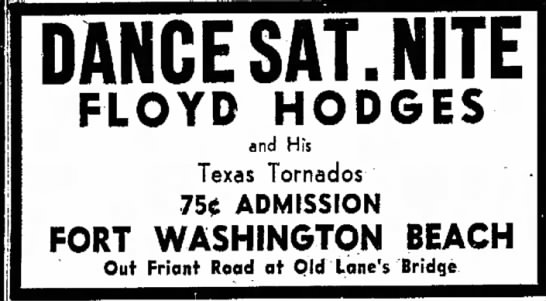 DANCE SAT. NITE
FLOYD HODGES
and His
Texas Tornados
75¢ ADMISSION
FORT WASHINGTON BEACH
Out Friant Road at Old Lane's Bridge